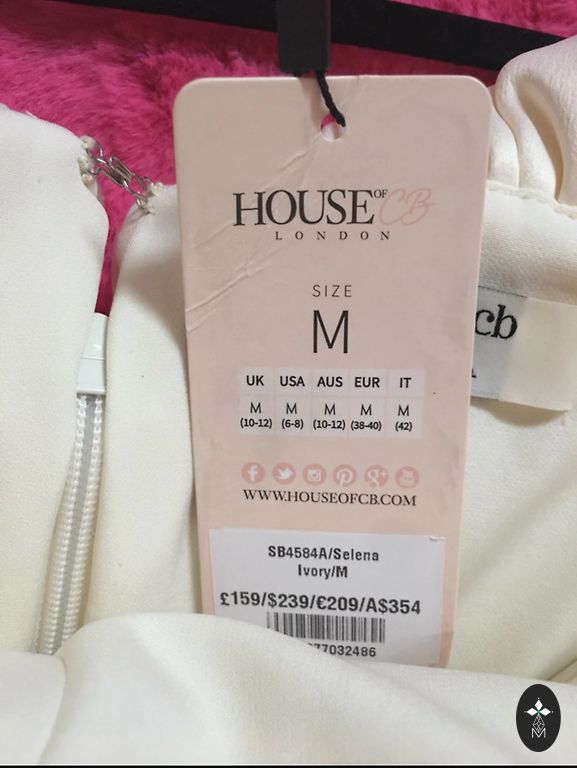 HOUSE OF CB
LONDON
SIZE
M
UK USA AUS EUR IT
M M M M M
(10-12) (6-8) (10-12) (38-40) (42)
WWW.HOUSEOFCB.COM
SB4584A/Selena
Ivory/M
£159/$239/€209/A$354
77032486
cb
M